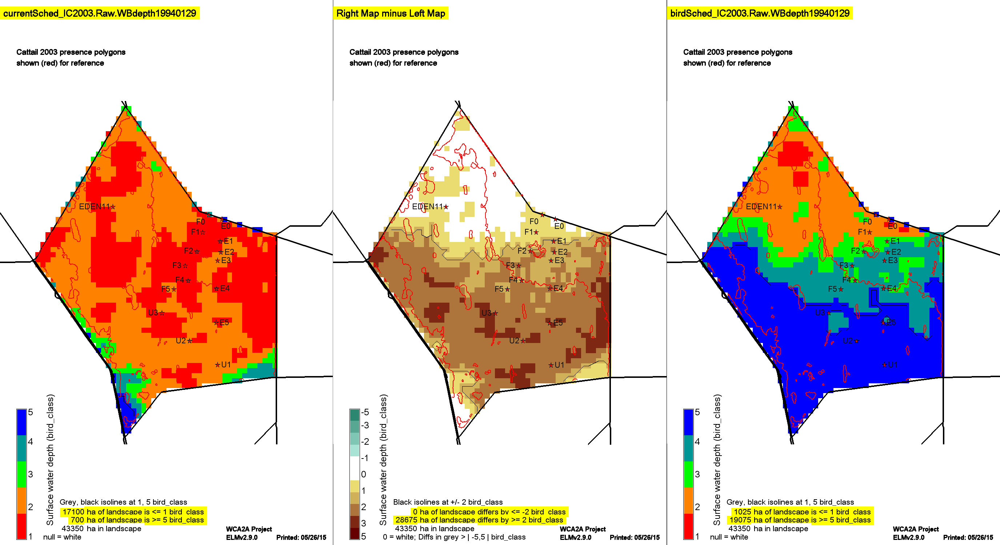 currentSched_IC2003.Raw.WBdepth19940129
Cattail 2003 presence polygons
shown (red) for reference
EDEN11
F0
E0
F1
E1
F2
E2
E3
F3
F4
F5
E4
U3
E5
U2
U1
Surface water depth (bird_class)
5
4
3
2
1
Grey, black isolines at 1, 5 bird_class
17100 ha of landscape is <= 1 bird_class
700 ha of landscape is >= 5 bird_class
43350 ha in landscape
null = white
WCA2A Project
ELMv2.9.0
Printed: 05/26/15
Right Map minus Left Map
Cattail 2003 presence polygons
shown (red) for reference
EDEN11
F0
E0
F1
E1
F2
E2
E3
F3
F4
F5
E4
U3
E5
U2
U1
Surface water depth (bird_class)
-5
-3
-2
-1
0
1
2
3
5
Black isolines at +/- 2 bird_class
0 ha of landscape differs by <= -2 bird_class
28675 ha of landscape differs by >= 2 bird_class
43350 ha in landscape
0 = white; Diffs in grey > | -5,5 | bird_class
WCA2A Project
ELMv2.9.0
Printed: 05/26/15
birdSched_IC2003.Raw.WBdepth19940129
Cattail 2003 presence polygons
shown (red) for reference
EDEN11
F0
E0
F1
E1
F2
E2
E3
F3
F4
F5
E4
U3
E5
U2
U1
Surface water depth (bird_class)
5
4
3
2
1
Grey, black isolines at 1, 5 bird_class
1025 ha of landscape is <= 1 bird_class
19075 ha of landscape is >= 5 bird_class
43350 ha in landscape
null = white
WCA2A Project
ELMv2.9.0
Printed: 05/26/15